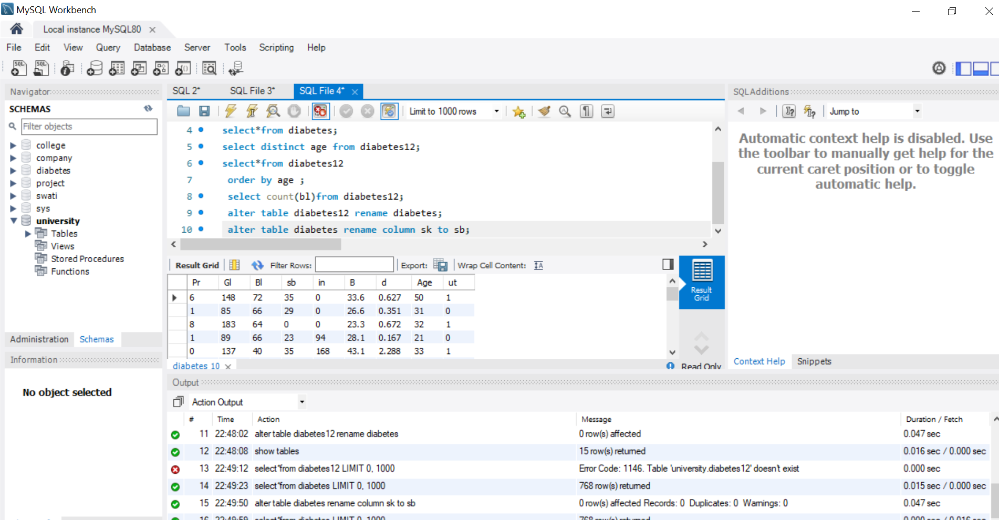 MySQL Workbench
Local instance MySQL80
File Edit View Query Database Server Tools Scripting Help
Navigator
SCHEMAS
Filter objects
college
company
diabetes
project
swati
sys
university
Tables
Views
Stored Procedures
Functions
Administration Schemas
Information
No object selected
SQL 2* SQL File 3* SQL File 4*
Limit to 1000 rows
4 select*from diabetes;
5 select distinct age from diabetes12;
6 select*from diabetes12
7 order by age ;
8 select count(bl)from diabetes12;
9 alter table diabetes12 rename diabetes;
10 alter table diabetes rename column sk to sb;
Result Grid Filter Rows: Export: Wrap Cell Content:
Pr Gl Bl sb in B d Age ut
6 148 72 35 0 33.6 0.627 50 1
1 85 66 29 0 26.6 0.351 31 0
8 183 64 0 0 23.3 0.672 32 1
1 89 66 23 94 28.1 0.167 21 0
0 137 40 35 168 43.1 2.288 33 1
Result
Grid
diabetes 10
Read Only
SQLAdditions
Jump to
Automatic context help is disabled. Use
the toolbar to manually get help for the
current caret position or to toggle
automatic help.
Context Help Snippets
Output
Action Output
# Time Action Message Duration / Fetch
11 22:48:02 alter table diabetes12 rename diabetes 0 row(s) affected 0.047 sec
12 22:48:08 show tables 15 row(s) returned 0.016 sec / 0.000 sec
13 22:49:12 select*from diabetes12 LIMIT 0, 1000 Error Code: 1146. Table 'university.diabetes12' doesn't exist 0.000 sec
14 22:49:23 select*from diabetes LIMIT 0, 1000 768 row(s) returned 0.015 sec / 0.000 sec
15 22:49:50 alter table diabetes rename column sk to sb 0 row(s) affected Records: 0 Duplicates: 0 Warnings: 0 0.047 sec
16 22:49:59 select*from diabetes LIMIT 0, 1000 768 row(s) returned 0.000 sec / 0.016 sec